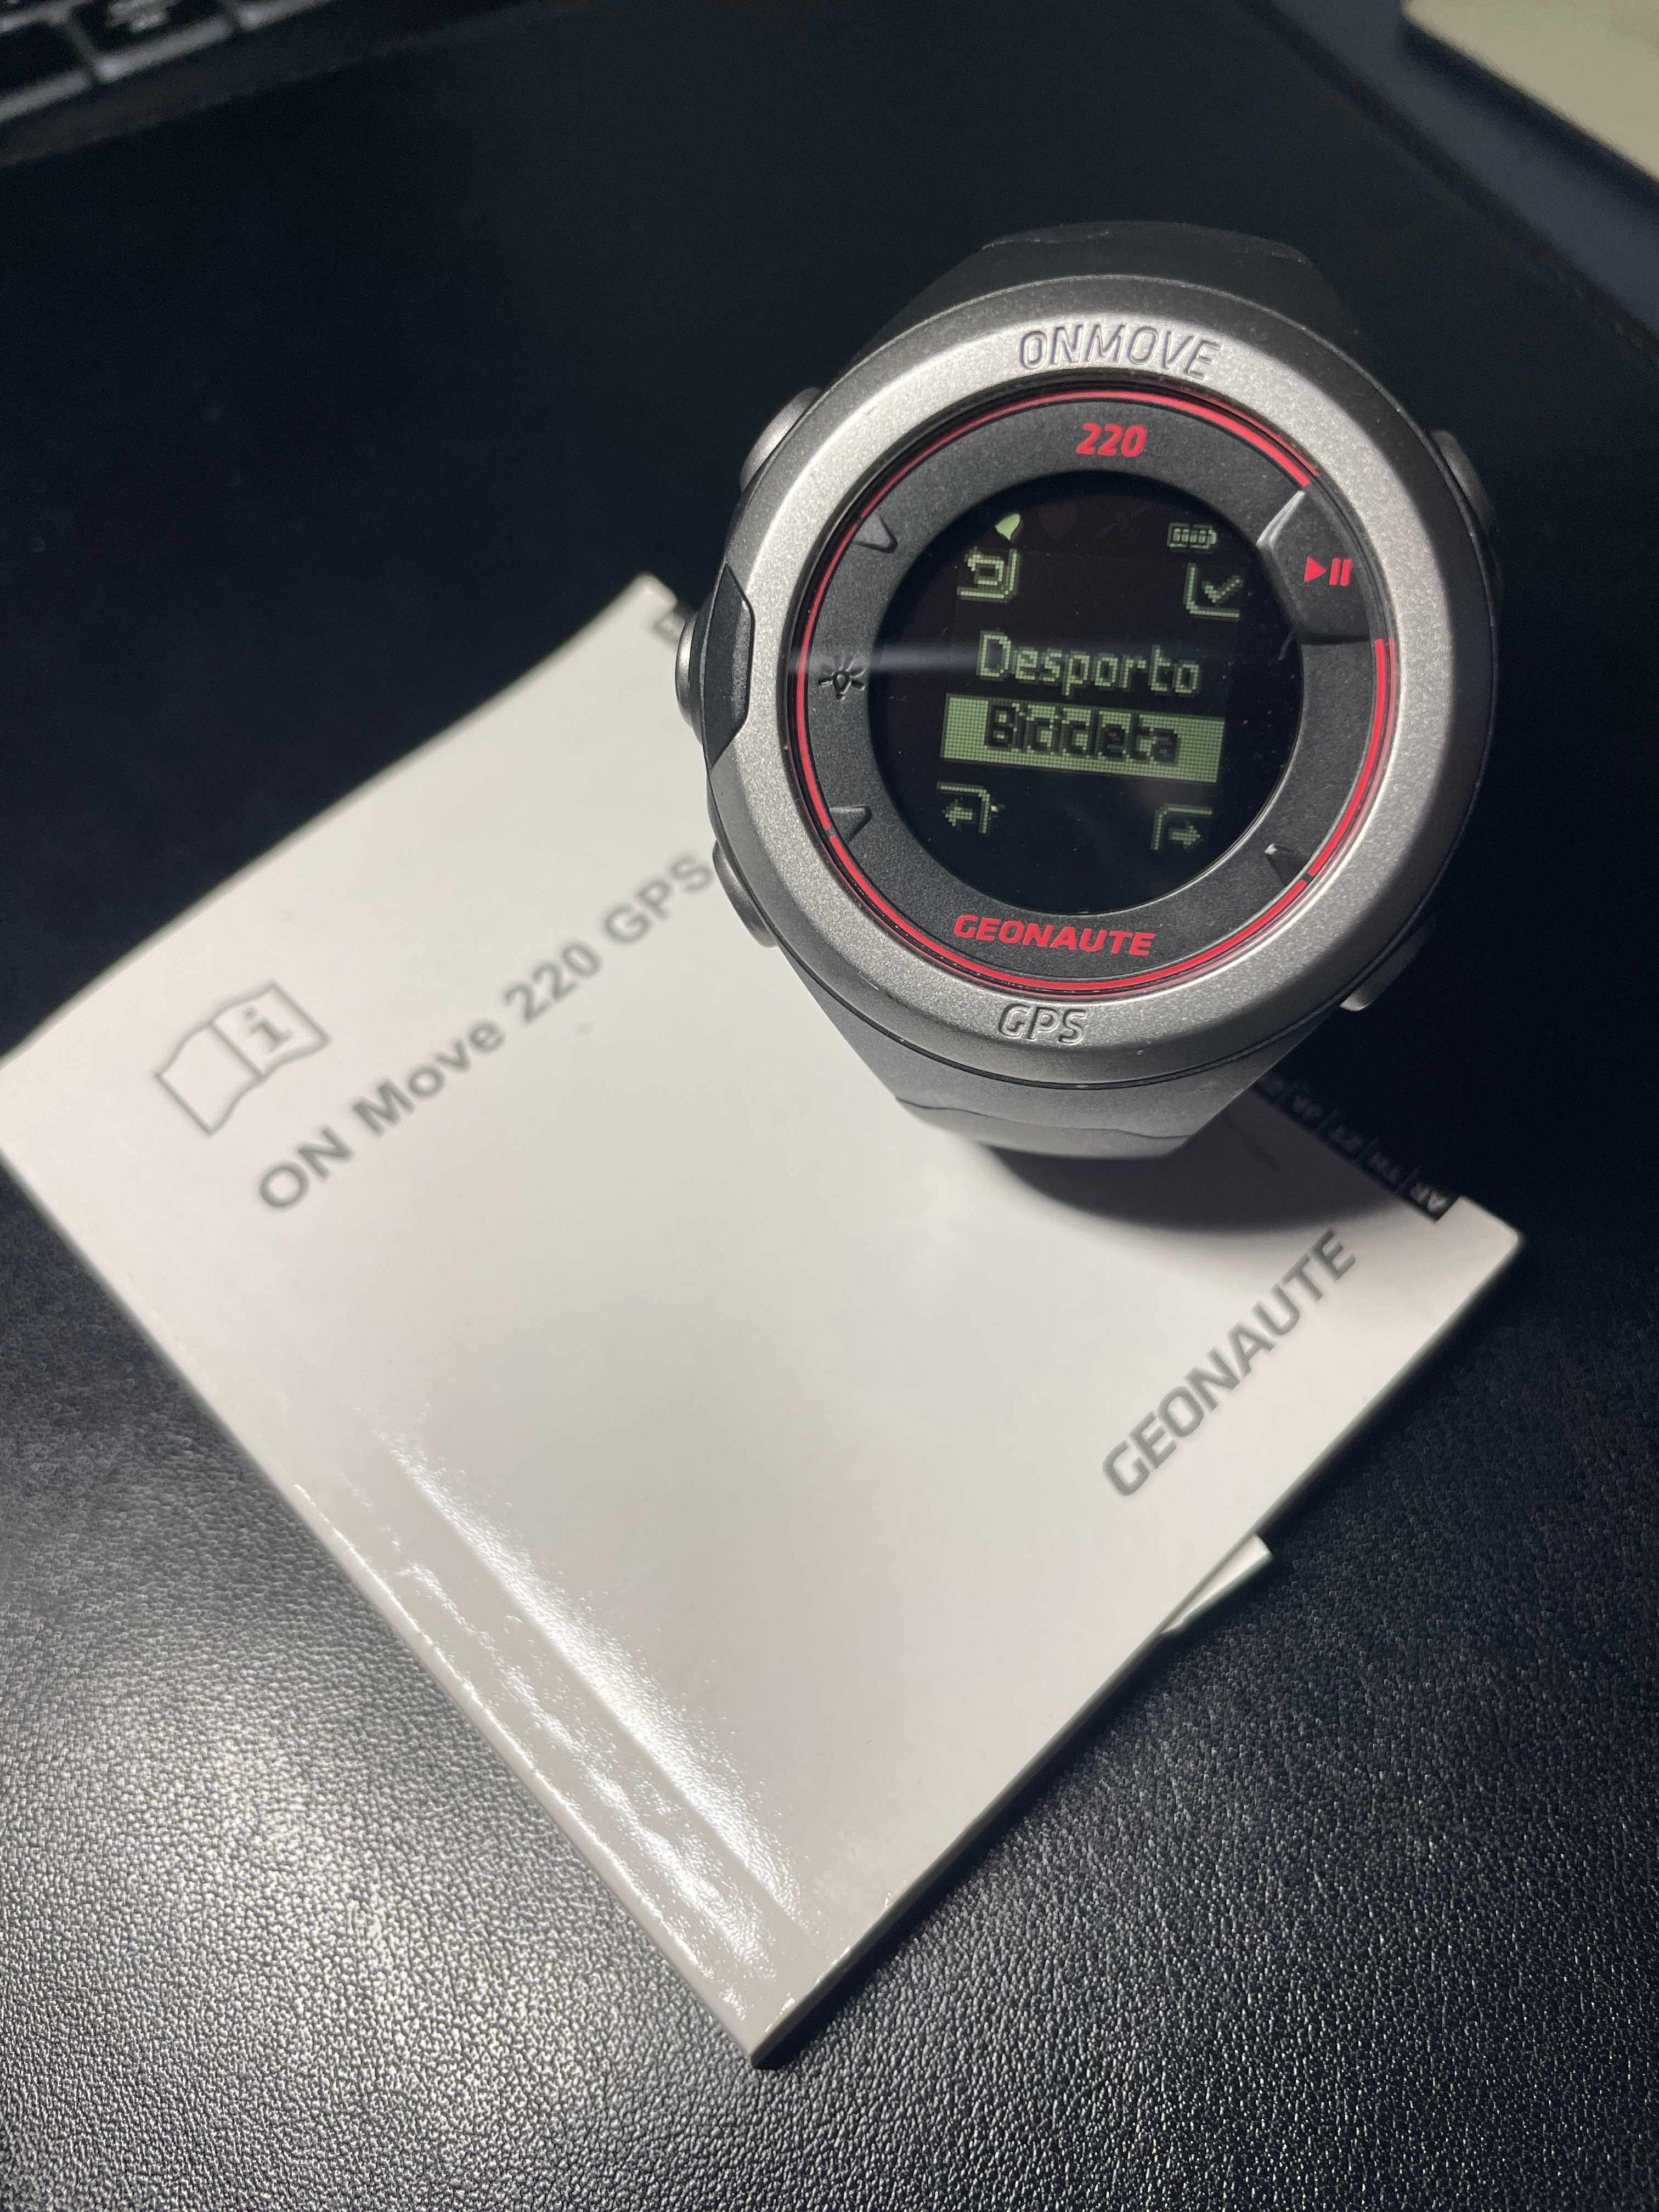 ONMOVE
220
Desporto
Bicicleta
GEONAUTE
GPS
i
ON Move 220 GPS
GEONAUTE